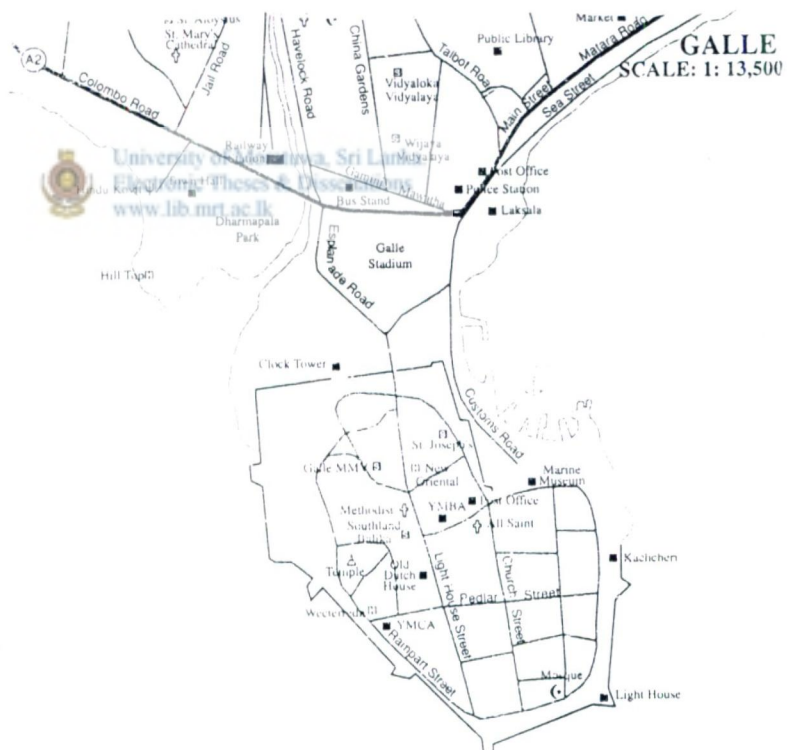 GALLE
SCALE: 1: 13,500
Market
Matara Road
Sea Street
Main Street
Public Library
St. Mary's
Cathedral
Jail Road
Havelock Road
China Gardens
Vidyaloka
Vidyalaya
A2
Colombo Road
Railway
Wijaya
University of Moratuwa, Sri Lanka
Electronic Theses & Dissertations
www.lib.mrt.ac.lk
Post Office
Police Station
Laksala
Bus Stand
Dharmapala
Park
Hill Top
Esplanade Road
Galle
Stadium
Clock Tower
Customs Road
St. Joseph's
Galle MMV
New
Oriental
Marine
Museum
Methodist
Southland
YMBA
Post Office
All Saint
Kachcheri
Temple
Old
Dutch
House
Light House Street
Church Street
Pedlar Street
YMCA
Rampart Street
Mosque
Light House